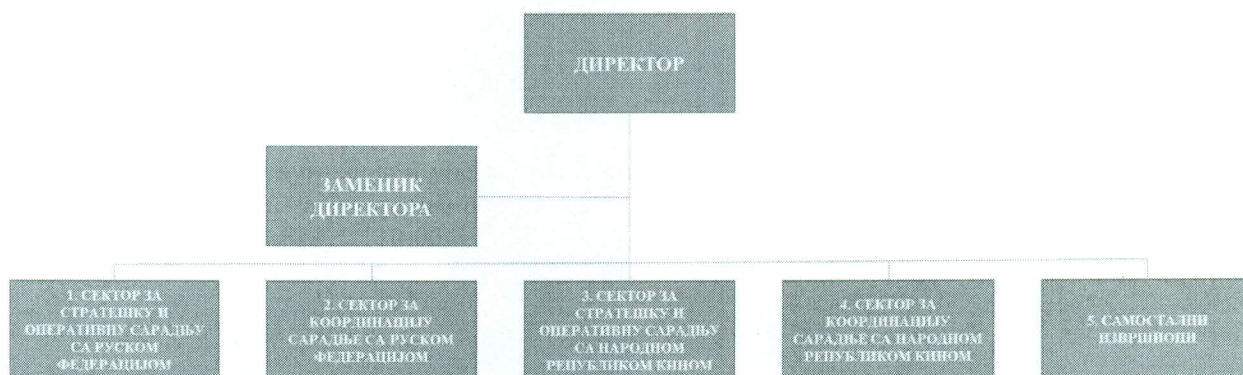 ДИРЕКТОР
ЗАМЕНИК
ДИРЕКТОРА
1. СЕКТОР ЗА
СТРАТЕШКУ И
ОПЕРАТИВНУ САРАДЊУ
СА РУСКОМ
ФЕДЕРАЦИЈОМ
2. СЕКТОР ЗА
КООРДИНАЦИЈУ
САРАДЊЕ СА РУСКОМ
ФЕДЕРАЦИЈОМ
3. СЕКТОР ЗА
СТРАТЕШКУ И
ОПЕРАТИВНУ САРАДЊУ
СА НАРОДНОМ
РЕПУБЛИКОМ КИНОМ
4. СЕКТОР ЗА
КООРДИНАЦИЈУ
САРАДЊЕ СА НАРОДНОМ
РЕПУБЛИКОМ КИНОМ
5. САМОСТАЛНИ
ИЗВРШИОЦИ